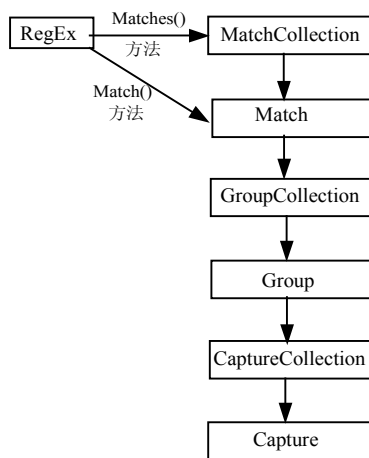 RegEx
Matches()
方法
MatchCollection
Match()
方法
Match
GroupCollection
Group
CaptureCollection
Capture